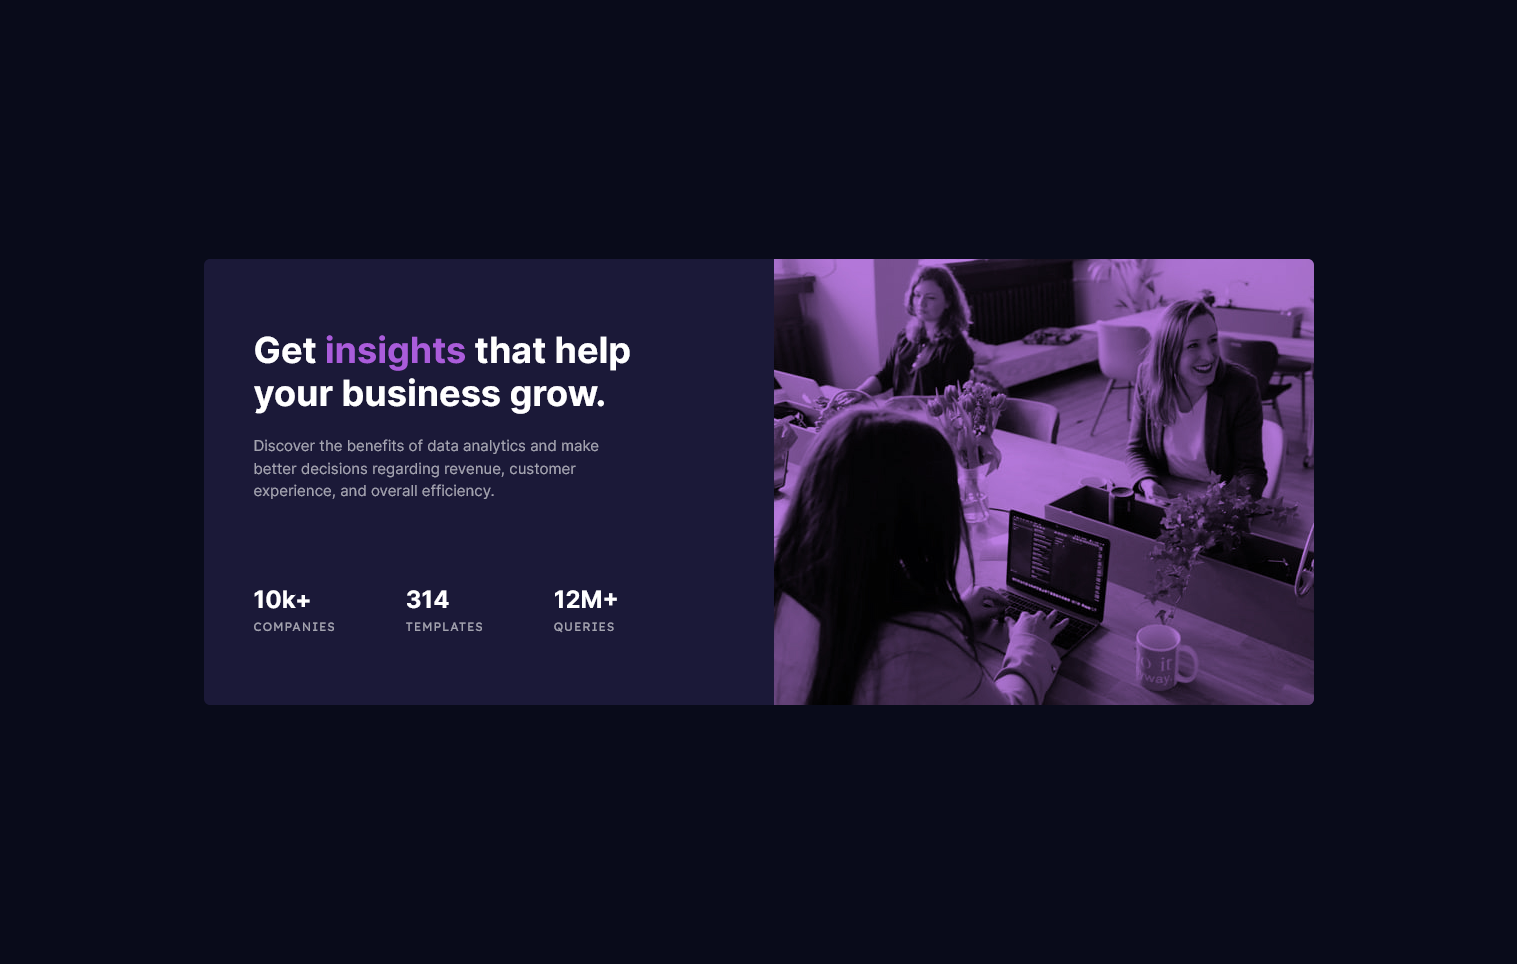 Get insights that help
your business grow.
Discover the benefits of data analytics and make
better decisions regarding revenue, customer
experience, and overall efficiency.
10k+ 314 12M+
COMPANIES TEMPLATES QUERIES